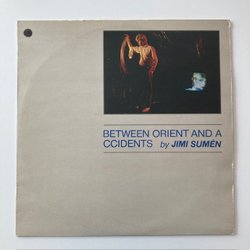 BETWEEN ORIENT AND A
CCIDENTS by JIMI SUMÉN